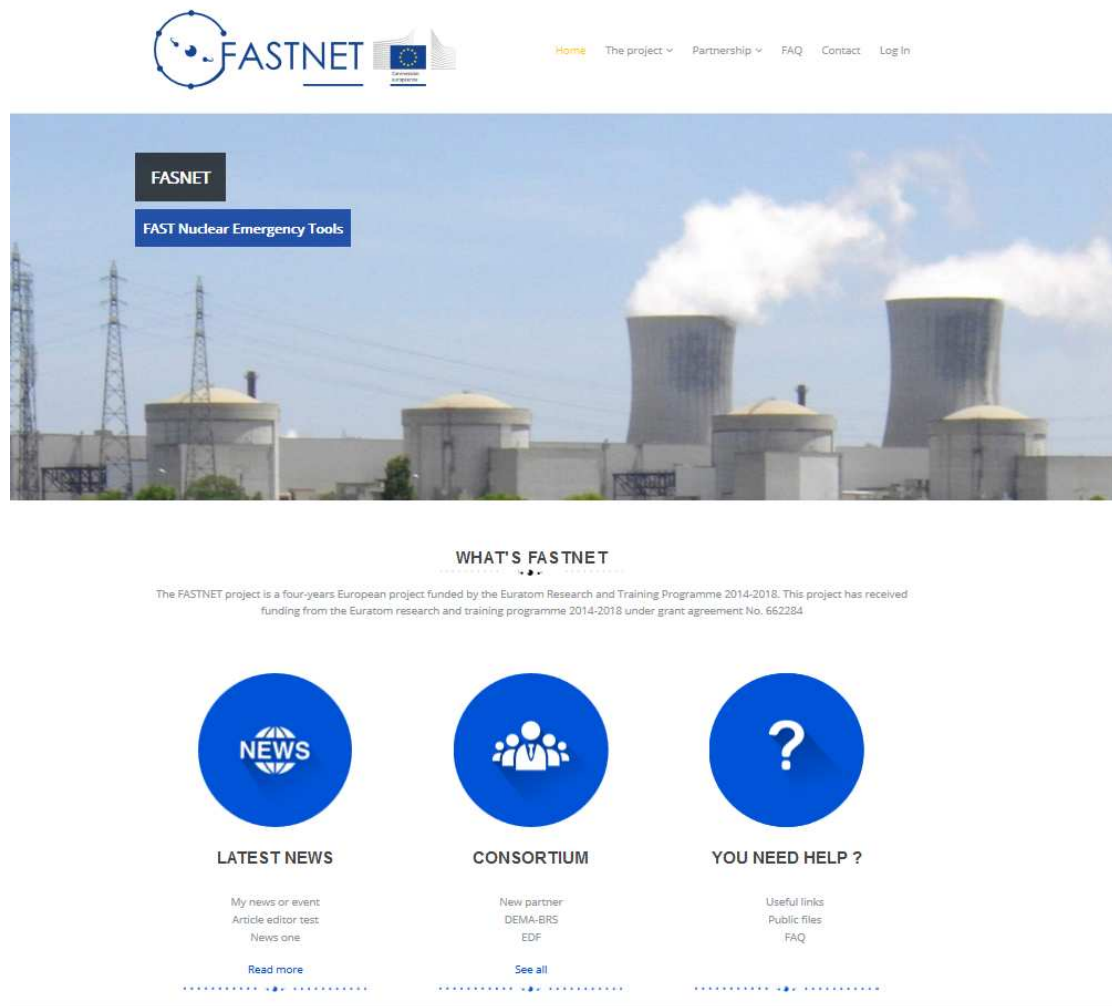 FASTNET
Commission
européenne
Home The project Partnership FAQ Contact Log In
FASNET
FAST Nuclear Emergency Tools
WHAT'S FASTNET
The FASTNET project is a four-years European project funded by the Euratom Research and Training Programme 2014-2018. This project has received
funding from the Euratom research and training programme 2014-2018 under grant agreement No. 662284
NEWS
?
LATEST NEWS
CONSORTIUM
YOU NEED HELP ?
My news or event
Article editor test
News one
Read more
New partner
DEMA-BRS
EDF
See all
Useful links
Public files
FAQ